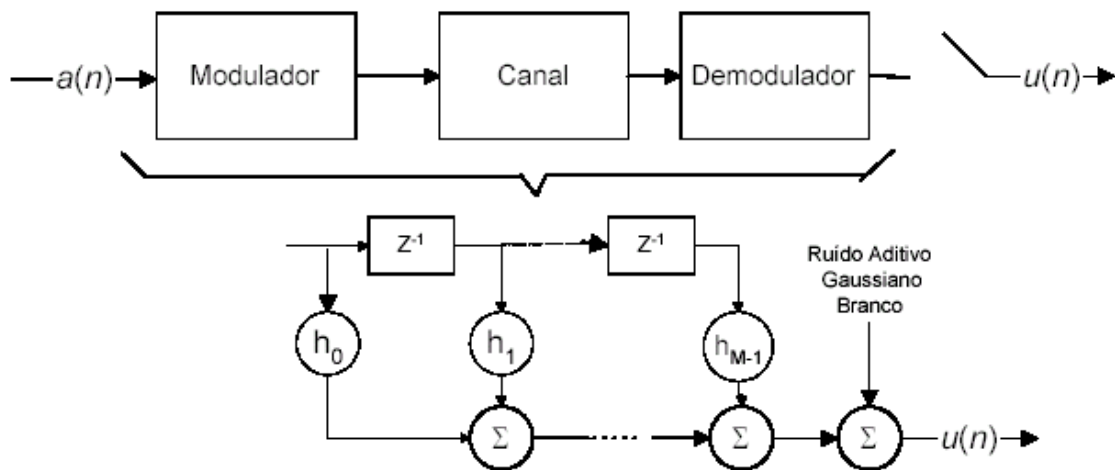 a(n)
Modulador
Canal
Demodulador
u(n)
Z-1
Z-1
Ruído Aditivo
Gaussiano
Branco
h0
h1
hM-1
Σ
Σ
Σ
u(n)